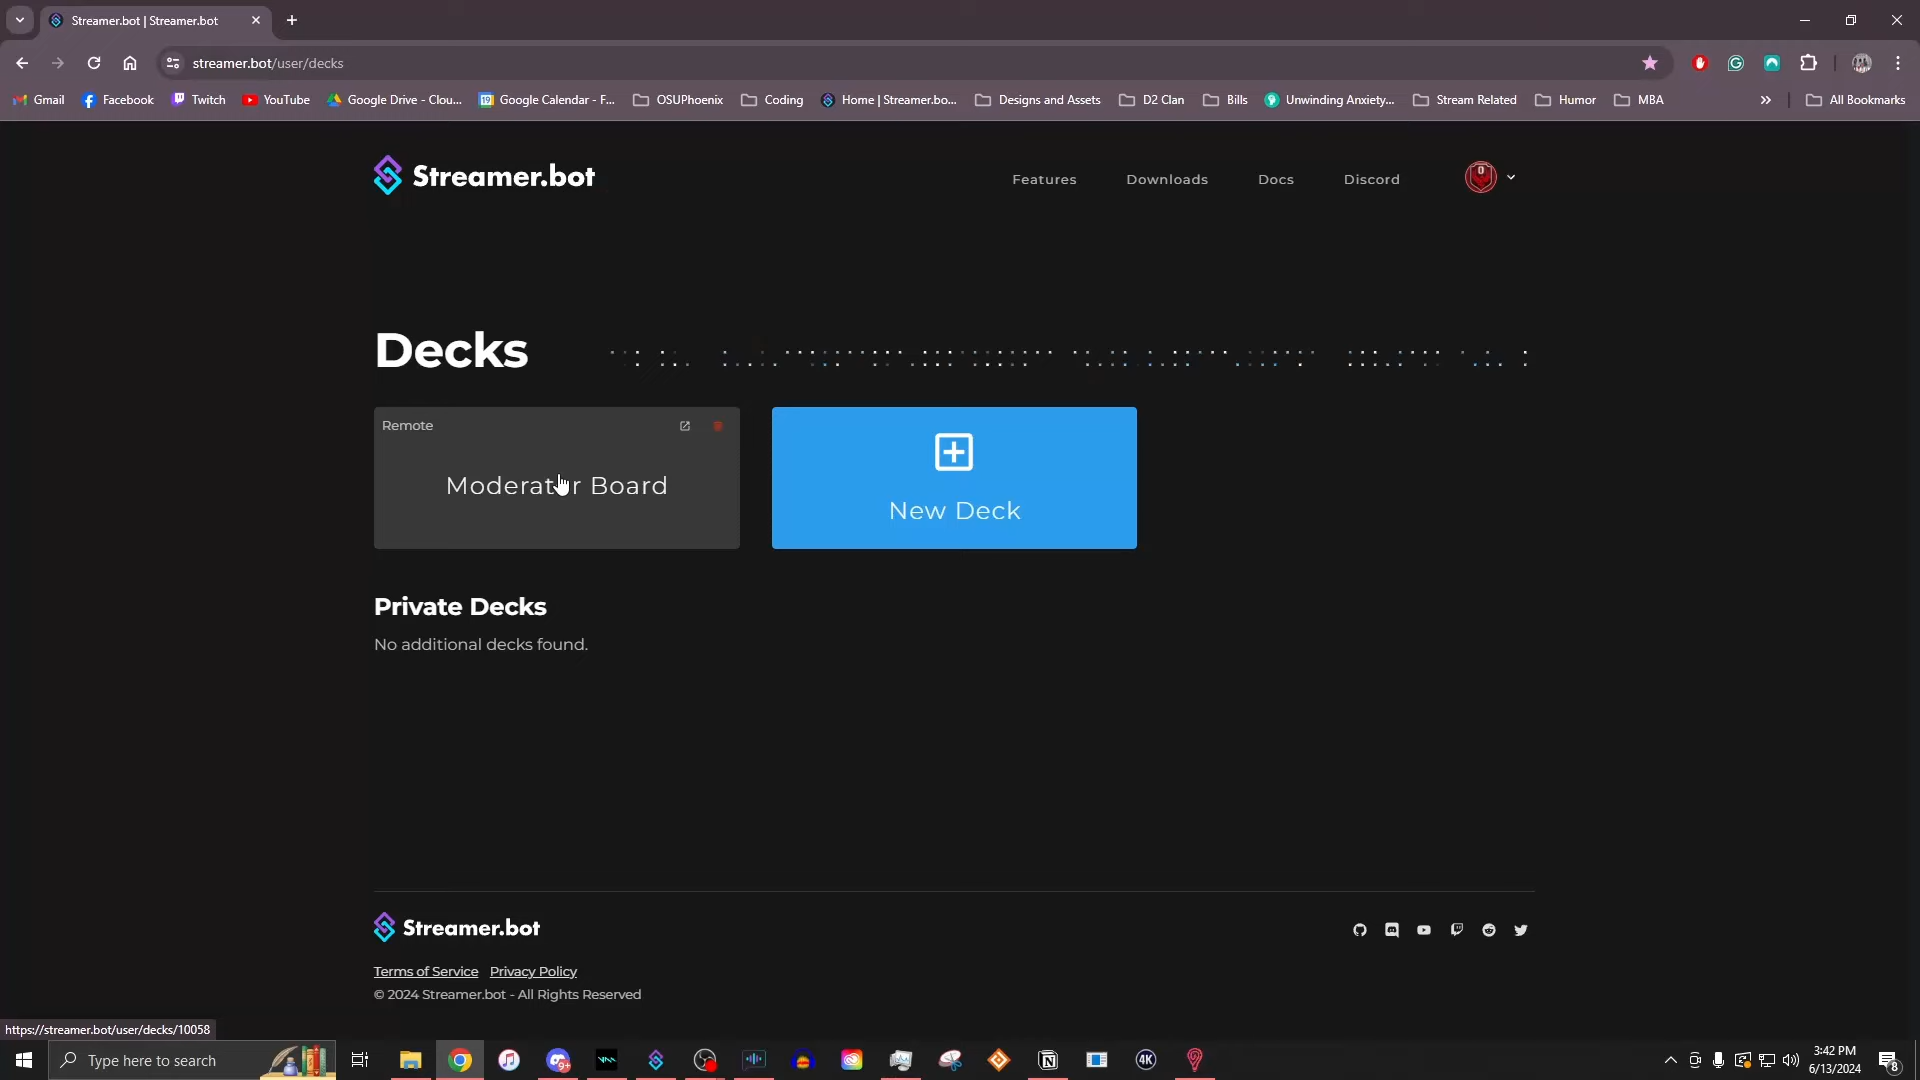 Streamer.bot | Streamer.bot
streamer.bot/user/decks
Gmail Facebook Twitch YouTube Google Drive - Clou... Google Calendar - F... OSUPhoenix Coding Home | Streamer.bo... Designs and Assets D2 Clan Bills Unwinding Anxiety,... Stream Related Humor MBA » All Bookmarks
Streamer.bot
Features Downloads Docs Discord
Decks
Remote
Moderator Board
New Deck
Private Decks
No additional decks found.
Streamer.bot
Terms of Service Privacy Policy
© 2024 Streamer.bot - All Rights Reserved
https://streamer.bot/user/decks/10058
Type here to search
9+
4K
3:42 PM
6/13/2024
8